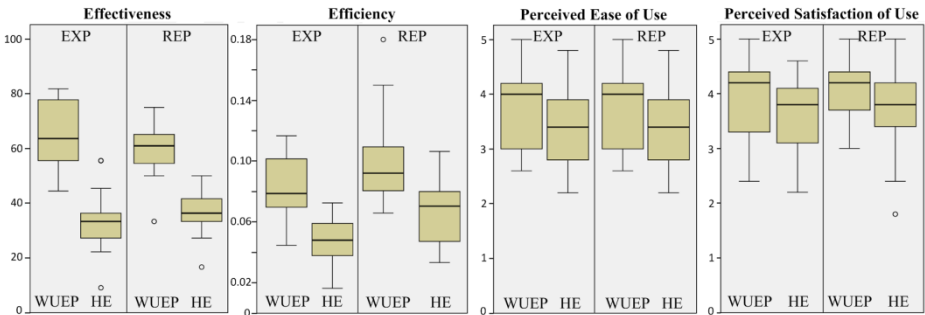 Effectiveness
EXP REP
100
80
60
40
20
0
WUEP HE WUEP HE
Efficiency
EXP REP
0.18
0.14
0.10
0.06
0.02
0.00
WUEP HE WUEP HE
Perceived Ease of Use
EXP REP
5
4
3
2
1
WUEP HE WUEP HE
Perceived Satisfaction of Use
EXP REP
5
4
3
2
1
WUEP HE WUEP HE